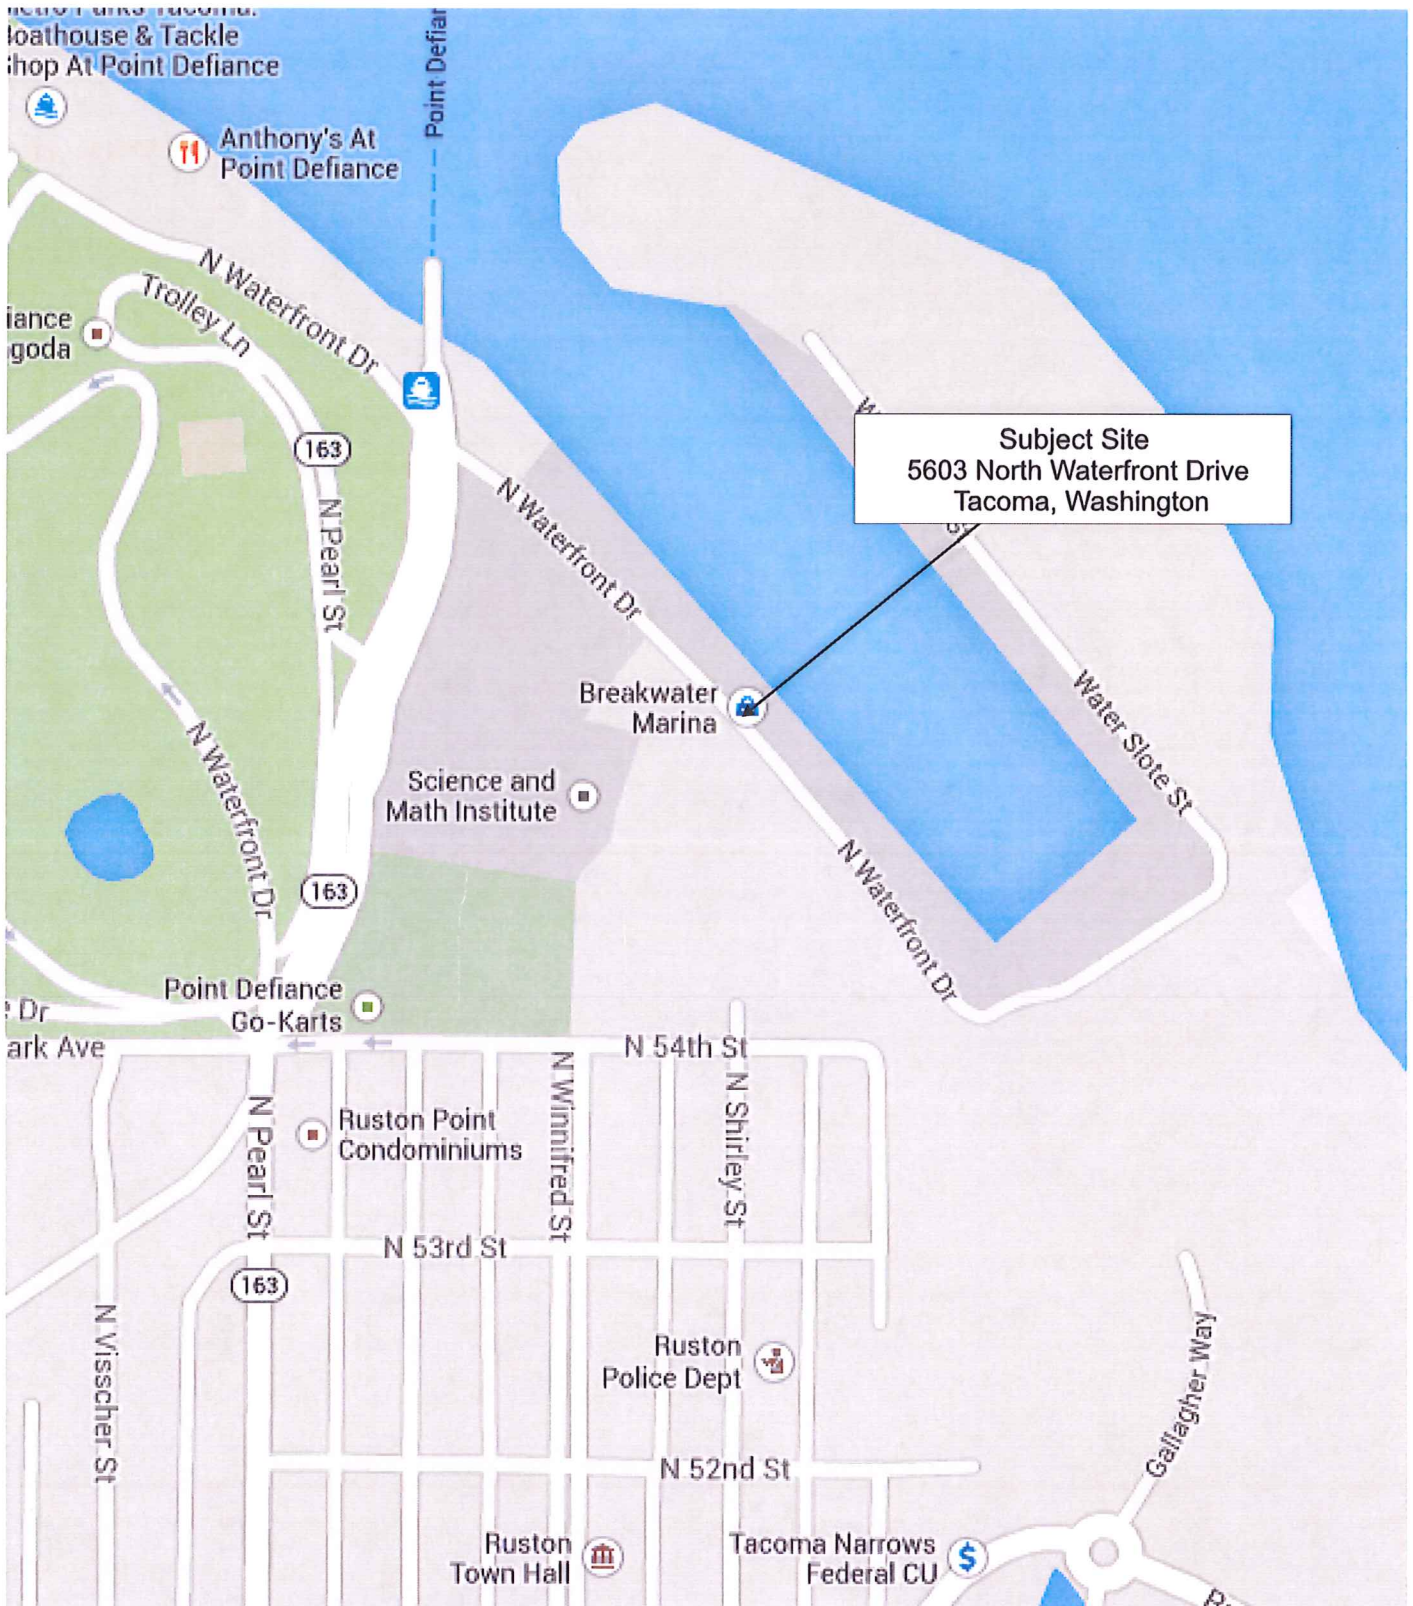 Boathouse & Tackle
Shop At Point Defiance
Point Defian
Anthony's At
Point Defiance
N Waterfront Dr
Trolley Ln
iance
goda
163
N Pearl St
N Waterfront Dr
Subject Site
5603 North Waterfront Drive
Tacoma, Washington
W
St
Breakwater
Marina
Water Slote St
Science and
Math Institute
N Waterfront Dr
N Waterfront Dr
163
Point Defiance
Go-Karts
e Dr
ark Ave
N 54th St
N Winnifred St
N Shirley St
N Pearl St
Ruston Point
Condominiums
N 53rd St
163
N Visscher St
Ruston
Police Dept
Gallagher Way
N 52nd St
Ruston
Town Hall
Tacoma Narrows
Federal CU
$